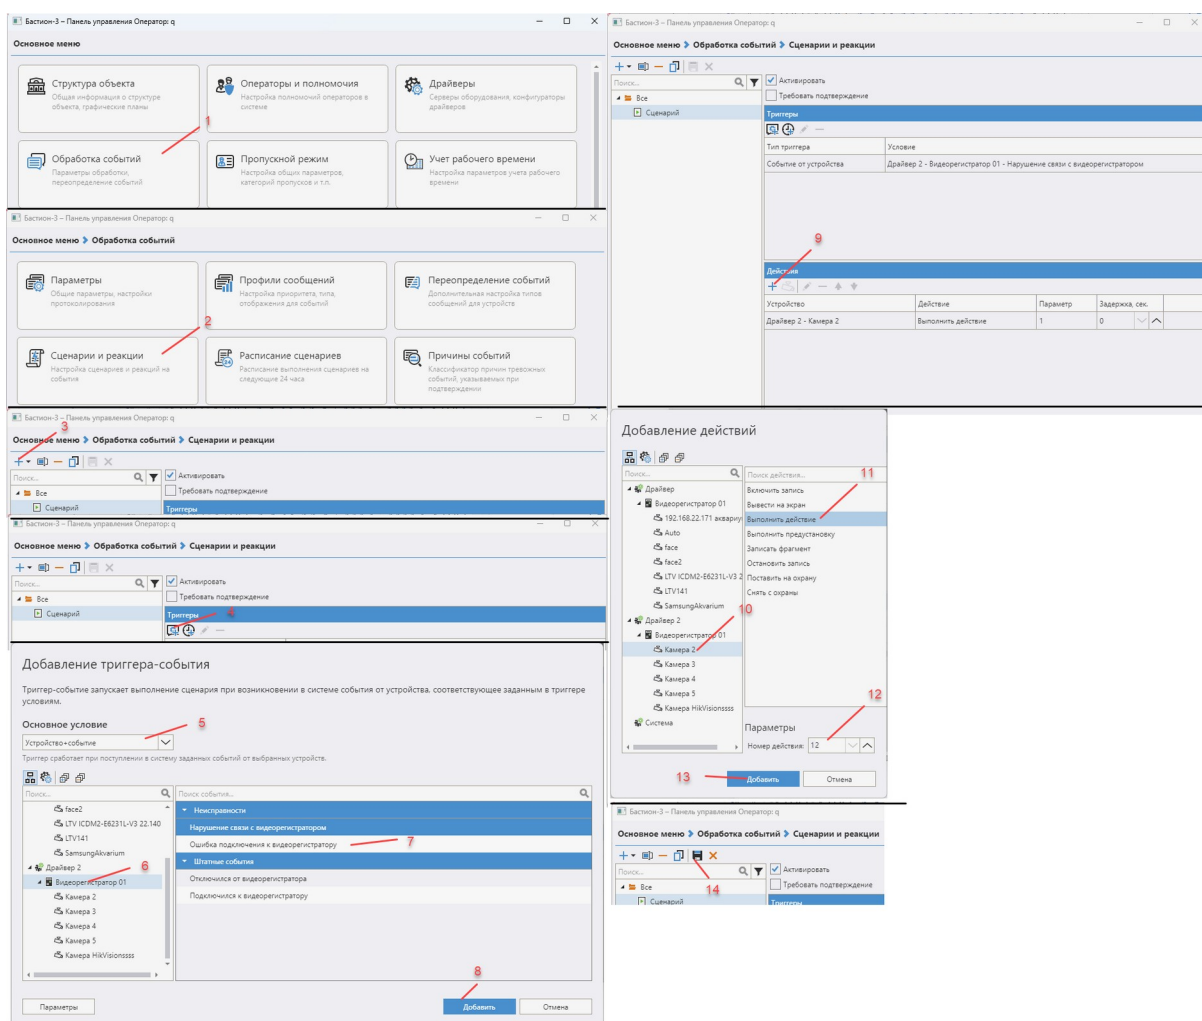 Бастион-3 – Панель управления Оператор: q
Основное меню
Структура объекта
Общая информация о структуре
объекта, графические планы
Операторы и полномочия
Настройка полномочий операторов в
системе
Драйверы
Серверы оборудования, конфигураторы
драйверов
1
Обработка событий
Параметры обработки,
переопределение событий
Пропускной режим
Настройка общих параметров,
категорий пропусков и т.п.
Учет рабочего времени
Настройка параметров учета рабочего
времени
Бастион-3 – Панель управления Оператор: q
Основное меню Обработка событий
Параметры
Общие параметры, настройки
протоколирования
Профили сообщений
Настройка приоритета, типа,
отображения для событий
Переопределение событий
Дополнительная настройка типов
сообщений для устройств
2
Сценарии и реакции
Настройка сценариев и реакций на
события
Расписание сценариев
Расписание выполнения сценариев на
следующие 24 часа
Причины событий
Классификатор причин тревожных
событий, указываемых при
подтверждении
Бастион-3 – Панель управления Оператор: q
3
Основное меню Обработка событий Сценарии и реакции
Поиск...
Активировать
Все
Требовать подтверждение
Сценарий
Триггеры
Бастион-3 – Панель управления Оператор: q
Основное меню Обработка событий Сценарии и реакции
Поиск...
Активировать
Все
Требовать подтверждение
Сценарий
Триггеры
4
Добавление триггера-события
Триггер-событие запускает выполнение сценария при возникновении в системе события от устройства, соответствующее заданным в триггере
условиям.
Основное условие
5
Устройство+событие
Триггер сработает при поступлении в систему заданных событий от выбранных устройств.
Поиск...
Поиск события...
face2
LTV ICDM2-E6231L-V3 22.140
LTV141
SamsungAkvarium
Драйвер 2
6
Видеорегистратор 01
Камера 2
Камера 3
Камера 4
Камера 5
Камера HikVisionssss
Неисправности
Нарушение связи с видеорегистратором
Ошибка подключения к видеорегистратору
7
Штатные события
Отключился от видеорегистратора
Подключился к видеорегистратору
8
Параметры
Добавить
Отмена
Бастион-3 – Панель управления Оператор: q
Основное меню Обработка событий Сценарии и реакции
Поиск...
Активировать
Все
Требовать подтверждение
Сценарий
Триггеры
Тип триггера
Условие
Событие от устройства
Драйвер 2 - Видеорегистратор 01 - Нарушение связи с видеорегистратором
9
Действия
Устройство
Действие
Параметр
Задержка, сек.
Драйвер 2 - Камера 2
Выполнить действие
1
0
Добавление действий
Поиск...
Поиск действия...
11
Драйвер
Видеорегистратор 01
192.168.22.171 аквариу
Auto
face
face2
LTV ICDM2-E6231L-V3 2
LTV141
SamsungAkvarium
10
Драйвер 2
Видеорегистратор 01
Камера 2
Камера 3
Камера 4
Камера 5
Камера HikVisionssss
Система
Включить запись
Вывести на экран
Выполнить действие
Выполнить предустановку
Записать фрагмент
Остановить запись
Поставить на охрану
Снять с охраны
12
Параметры
Номер действия: 12
13
Добавить
Отмена
Бастион-3 – Панель управления Оператор: q
Основное меню Обработка событий Сценарии и реакции
Поиск...
14
Активировать
Все
Требовать подтверждение
Сценарий
Триггеры